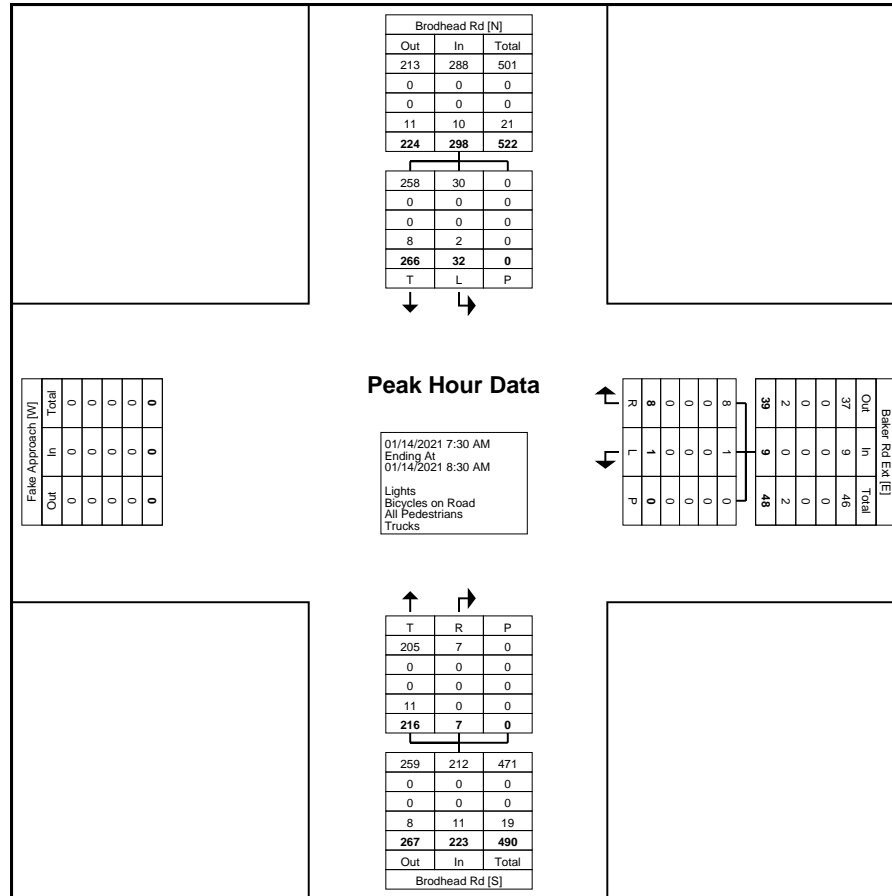 Brodhead Rd [N]
Out In Total
213 288 501
0 0 0
0 0 0
11 10 21
224 298 522
258 30 0
0 0 0
0 0 0
8 2 0
266 32 0
T L P
Fake Approach [W]
Total 0 0 0 0 0
In 0 0 0 0 0
Out 0 0 0 0 0
Peak Hour Data
01/14/2021 7:30 AM
Ending At
01/14/2021 8:30 AM
Lights
Bicycles on Road
All Pedestrians
Trucks
R 8 0 0 0 8
L 1 0 0 0 1
P 0 0 0 0 0
Baker Rd Ext [E]
Out In Total
37 9 46
0 0 0
0 0 0
2 0 2
39 9 48
T R P
205 7 0
0 0 0
0 0 0
11 0 0
216 7 0
259 212 471
0 0 0
0 0 0
8 11 19
267 223 490
Out In Total
Brodhead Rd [S]